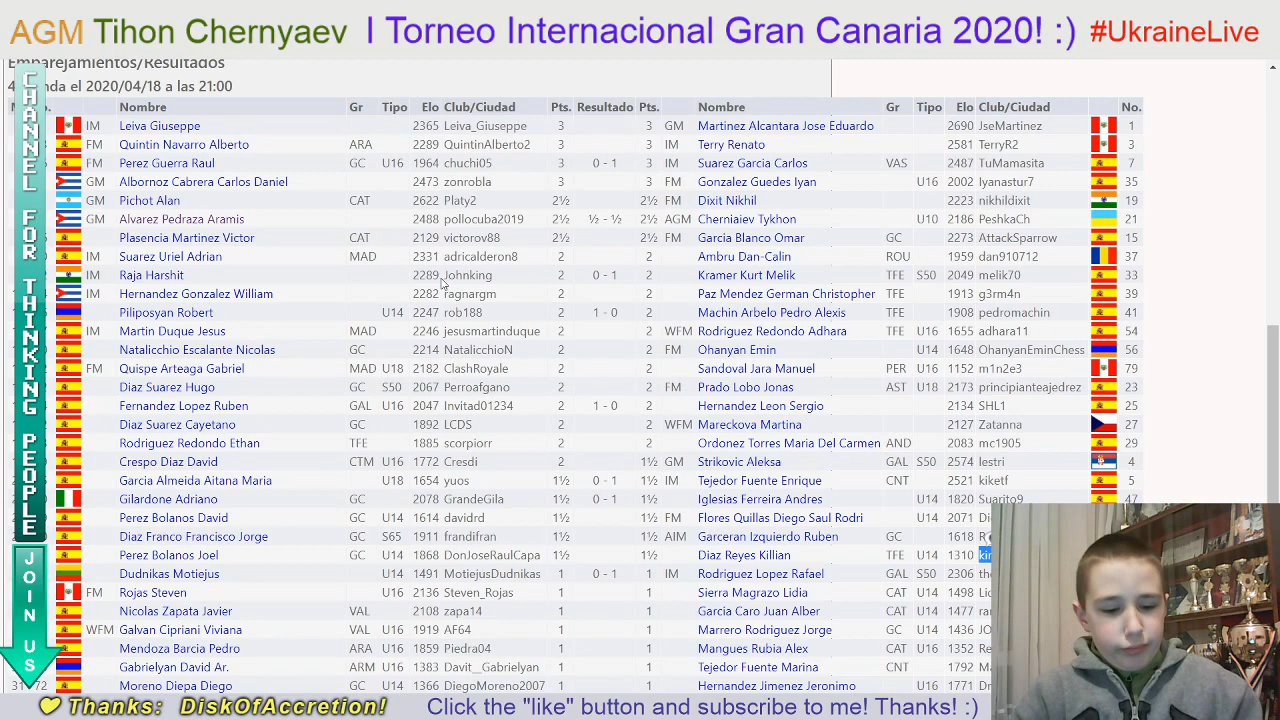 AGM Tihon Chernyaev I Torneo Internacional Gran Canaria 2020! :) #UkraineLive
Emparejamientos/Resultados
el 2020/04/18 a las 21:00
No. Nombre Gr Tipo Elo Club/Ciudad Pts. Resultado Pts. Nombre Gr Tipo Elo Club/Ciudad No.
IM Leiva Giuseppe 2365 Leiva_Giuseppe 3 3 GM Martinez Alcantara Jose Eduardo 2690 JseMartinez 1
FM Quintin Navarro Alberto ARA 2289 QuintinAlberto2 3 3 IM Terry Renato 2581 TerryR2 3
FM Perez Guerra Raul GC U16 1964 chuchi05 3 0 - 1 3 IM Suarez Garcia Carlos VAS 2487 TuMamasita 7
GM Albornoz Cabrera Carlos Daniel 2473 zonrobla 3 3 FM Gonzalez Guedes Iyan U16 2002 Iyanastur7 35
GM Pichot Alan CAT 2622 Platy2 2½ 2½ FM Dixit Nikhil 2223 nikhildixit 19
GM Alvarez Pedraza Aramis 2488 pollocuba2019 2½ ½ - ½ 2½ AGM Cherniaiev Tykhon U10 2186 PeshkaCh 21
Plasencia Martinez Victor CAT 2129 victorov84 2½ 2½ FM Garcia Blanco Omar GC 2273 AttackSparrow 15
IM Suarez Uriel Adrian MAD 2331 adricalderon8 2 2 Ambru Dan-Calin ROU 1959 dan910712 37
IM Raja Harshit 2289 Johnking 2 0 - 1 2 Kramer Kurt Melik TFE S50 2049 melik70 33
IM Hernandez Gonzalez William 2282 ragnargm 2 2 Paz Mendez German Christopher TFE 1913 g3rm4n 39
Piliposyan Robert U14 2247 rob188 2 1 - 0 2 Machin Arbelo Pedro Alexis TFE 1908 pedromachin 41
IM Martin Duque Jesus MAD 2246 jesusmartinduque 2 2 WFM Rodriguez Redondo Adhara TFE U16 1655 adhara11 54
Natalicchio Escalante Nicolas GC 2214 NatalicchioN 2 2 FM Ohanyan Emin U14 1648 OhanyanEminChess 56
FM Quispe Arteaga Gabriel MAD U16 2182 ClashRoyale 2 2 Sandoval Jara Manuel PER U16 1152 m1n2e3 79
Diaz Suarez Hugo GC S50 2067 Perroafgano 2 2 FM Prado Lobo Jonas AST U18 2173 principianteajedrez 23
Fernandez Lopez Ruben GAL U16 2047 Invitad01234 2 1 - 0 2 Hernandez Leon Sergio 2134 SHL1 25
Diaz Suarez Cayetano GC 1892 LCDS 2 2 WFM Mareckova Martina 2127 Zatanna 27
Rodriguez Redondo Ethan TFE 1885 scorpiorr 2 2 Ordonez Torres Maria Del Carmen AND 2083 mc1905 29
Crespo Diaz David CTM U16 1772 Cresdi 2 1½ GM Strikovic Aleksa GAL S50 2574 lestri 4
Garcia Almeida Aitana Maria U16 1654 yuos 1½ 0 - 1 1½ IM Tejedor Fuente Enrique CNT 2521 kiketf 5
Gilardone Adriano GC 2078 GrandeGila 1½ 0 - 1 1½ Iglesias Ferreras Andres U14 1820 Suarito9 47
Perez Bolanos David GC U14 1614 davidrd 1½ 1½ FM Flores Quillas Diego Saul Rodri U14 2071
Diaz Franco Francisco Jorge GC S65 1911 frandifran 1½ 1½ AIM Garceran Izquierdo Ruben GC 1618
Perez Bolanos Joel GC U14 1868 DonJoseRaulCapa 1½ 1½ Diaz Reyes Killian TFE U14 1310
Dudnikas Motiejus U14 1491 MotiejusDudnikas 1 0 - 1 1 IM Rodriguez Lopez Rafael GAL S50 2306
FM Rojas Steven U16 2136 Steven_Rojas 1 1 Sierra Magrazo Lidia CAT U14 1498
Nicolas Zapata Javier VAL 2108 zapa14 1 1 Garcia Caro Juan Alber CAT U14 1477
WFM Galvan Cipriani Viviana VAL U16 1919 AF64 1 1 Marrero Rodriguez Jorge GC U14 1436
Mendoza Barcia Pedro ARA U16 1859 Piedra04 1 1 Mangues Rubia Alex CAT U16 1352
Gabrielyan David Ar. ARM U16 1383 1 1 Tejedor Fuente Marina CNT 1792
Moreno Diepa Diego GC U14 1366 DiegoMoreno2007 1 1 Hernandez Jimenez Jeronimo U16 1771
CHANNEL FOR THINKING PEOPLE
JOIN US
Thanks: DiskOfAccretion! Click the "like" button and subscribe to me! Thanks! :)